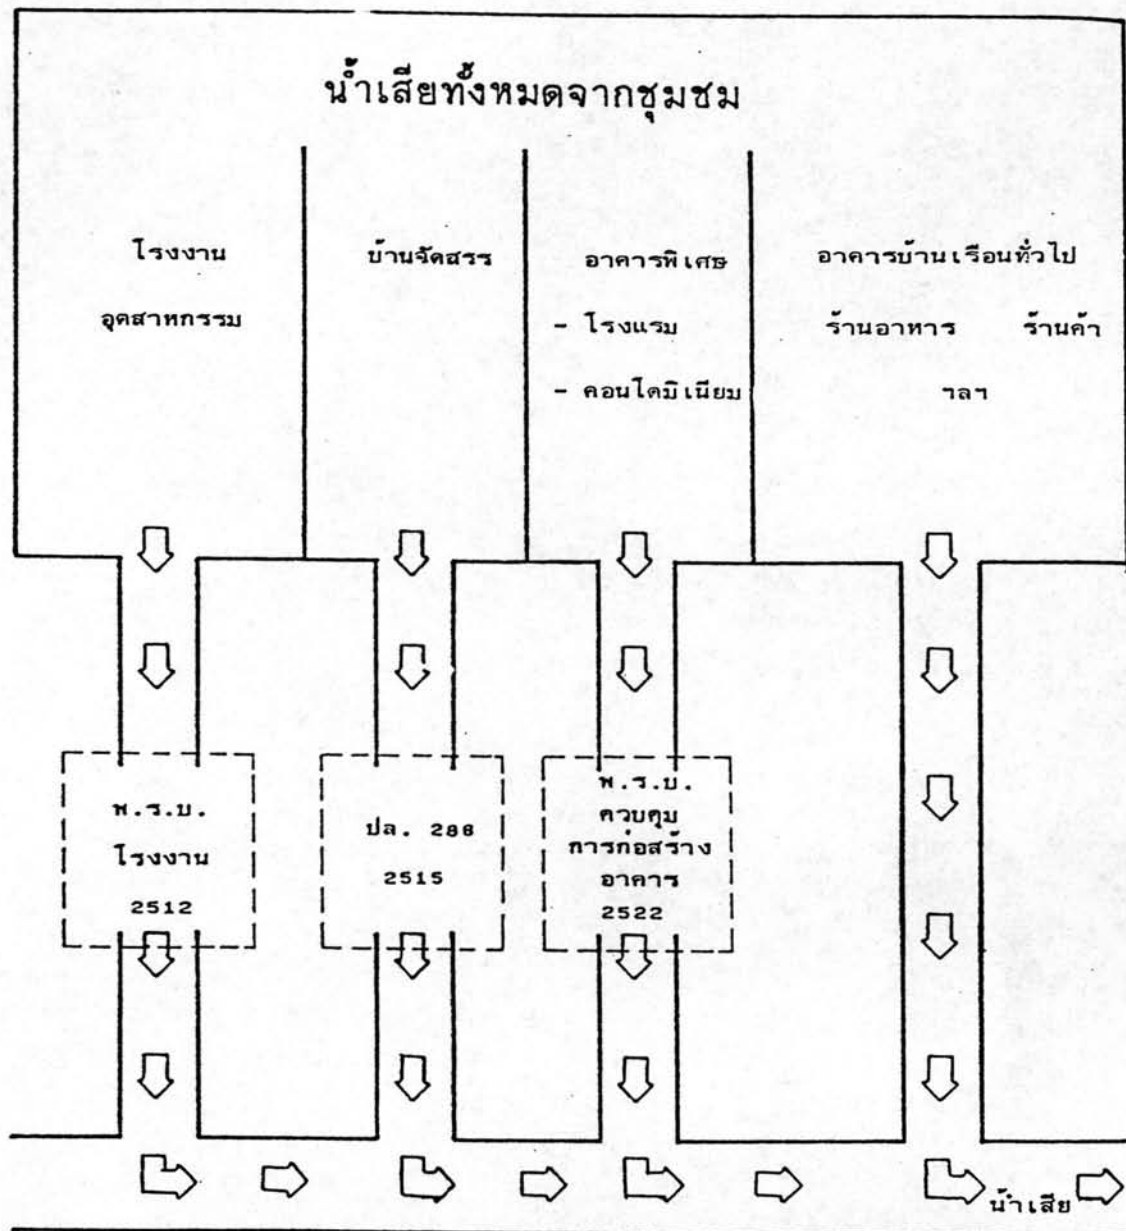 น้ำเสียทั้งหมดจากชุมชม
โรงงาน
อุตสาหกรรม
บ้านจัดสรร
อาคารพิเศษ
- โรงแรม
- คอนโดมิเนียม
อาคารบ้านเรือนทั่วไป
ร้านอาหาร ร้านค้า
ฯลฯ
พ.ร.บ.
โรงงาน
2512
ปล. 286
2515
พ.ร.บ.
ควบคุม
การก่อสร้าง
อาคาร
2522
น้ำเสีย